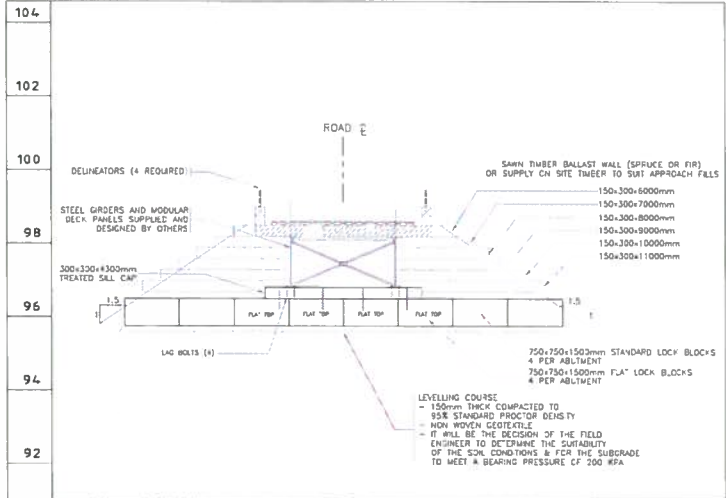 104
102
100
98
96
94
92
ROAD ℄
DELINEATORS (4 REQUIRED)
STEEL GIRDERS AND MODULAR
DECK PANELS SUPPLIED AND
DESIGNED BY OTHERS
300x300x4300mm
TREATED SILL CAP
1.5
1
LAG BOLTS (4)
FLAT TOP
FLAT TOP
FLAT TOP
FLAT TOP
SAWN TIMBER BALLAST WALL (SPRUCE OR FIR)
OR SUPPLY ON SITE TIMBER TO SUIT APPROACH FILLS
150x300x6000mm
150x300x7000mm
150x300x8000mm
150x300x9000mm
150x300x10000mm
150x300x11000mm
1.5
1
750x750x1500mm STANDARD LOCK BLOCKS
4 PER ABUTMENT
750x750x1500mm FLAT LOCK BLOCKS
4 PER ABUTMENT
LEVELLING COURSE
- 150mm THICK COMPACTED TO
95% STANDARD PROCTOR DENSITY
- NON WOVEN GEOTEXTILE
- IT WILL BE THE DECISION OF THE FIELD
ENGINEER TO DETERMINE THE SUITABILITY
OF THE SOIL CONDITIONS & FOR THE SUBGRADE
TO MEET A BEARING PRESSURE OF 200 KPA